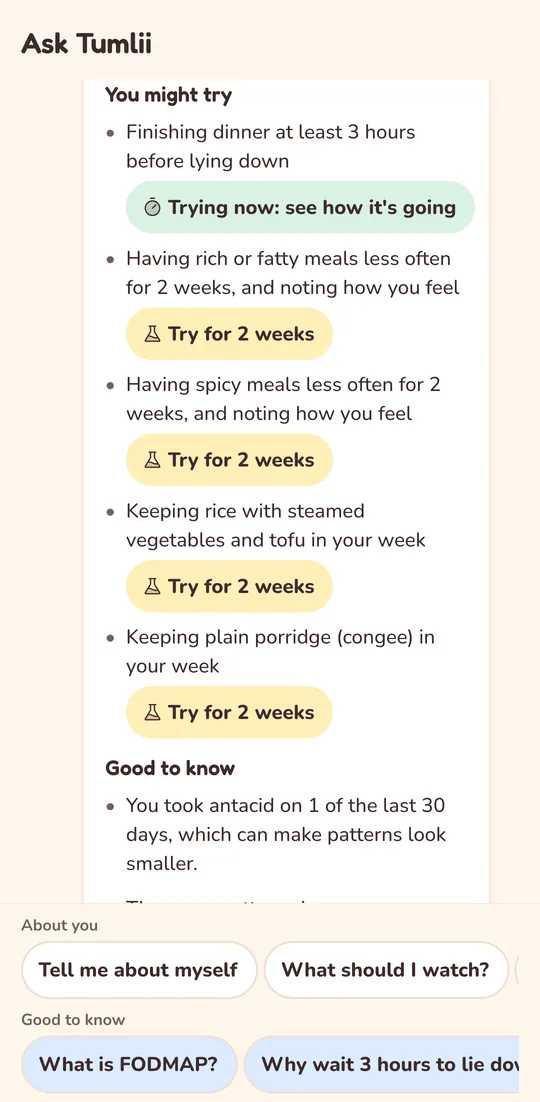 Ask Tumlii
You might try
• Finishing dinner at least 3 hours
before lying down
Trying now: see how it's going
• Having rich or fatty meals less often
for 2 weeks, and noting how you feel
Try for 2 weeks
• Having spicy meals less often for 2
weeks, and noting how you feel
Try for 2 weeks
• Keeping rice with steamed
vegetables and tofu in your week
Try for 2 weeks
• Keeping plain porridge (congee) in
your week
Try for 2 weeks
Good to know
• You took antacid on 1 of the last 30
days, which can make patterns look
smaller.
About you
Tell me about myself
What should I watch?
Good to know
What is FODMAP?
Why wait 3 hours to lie